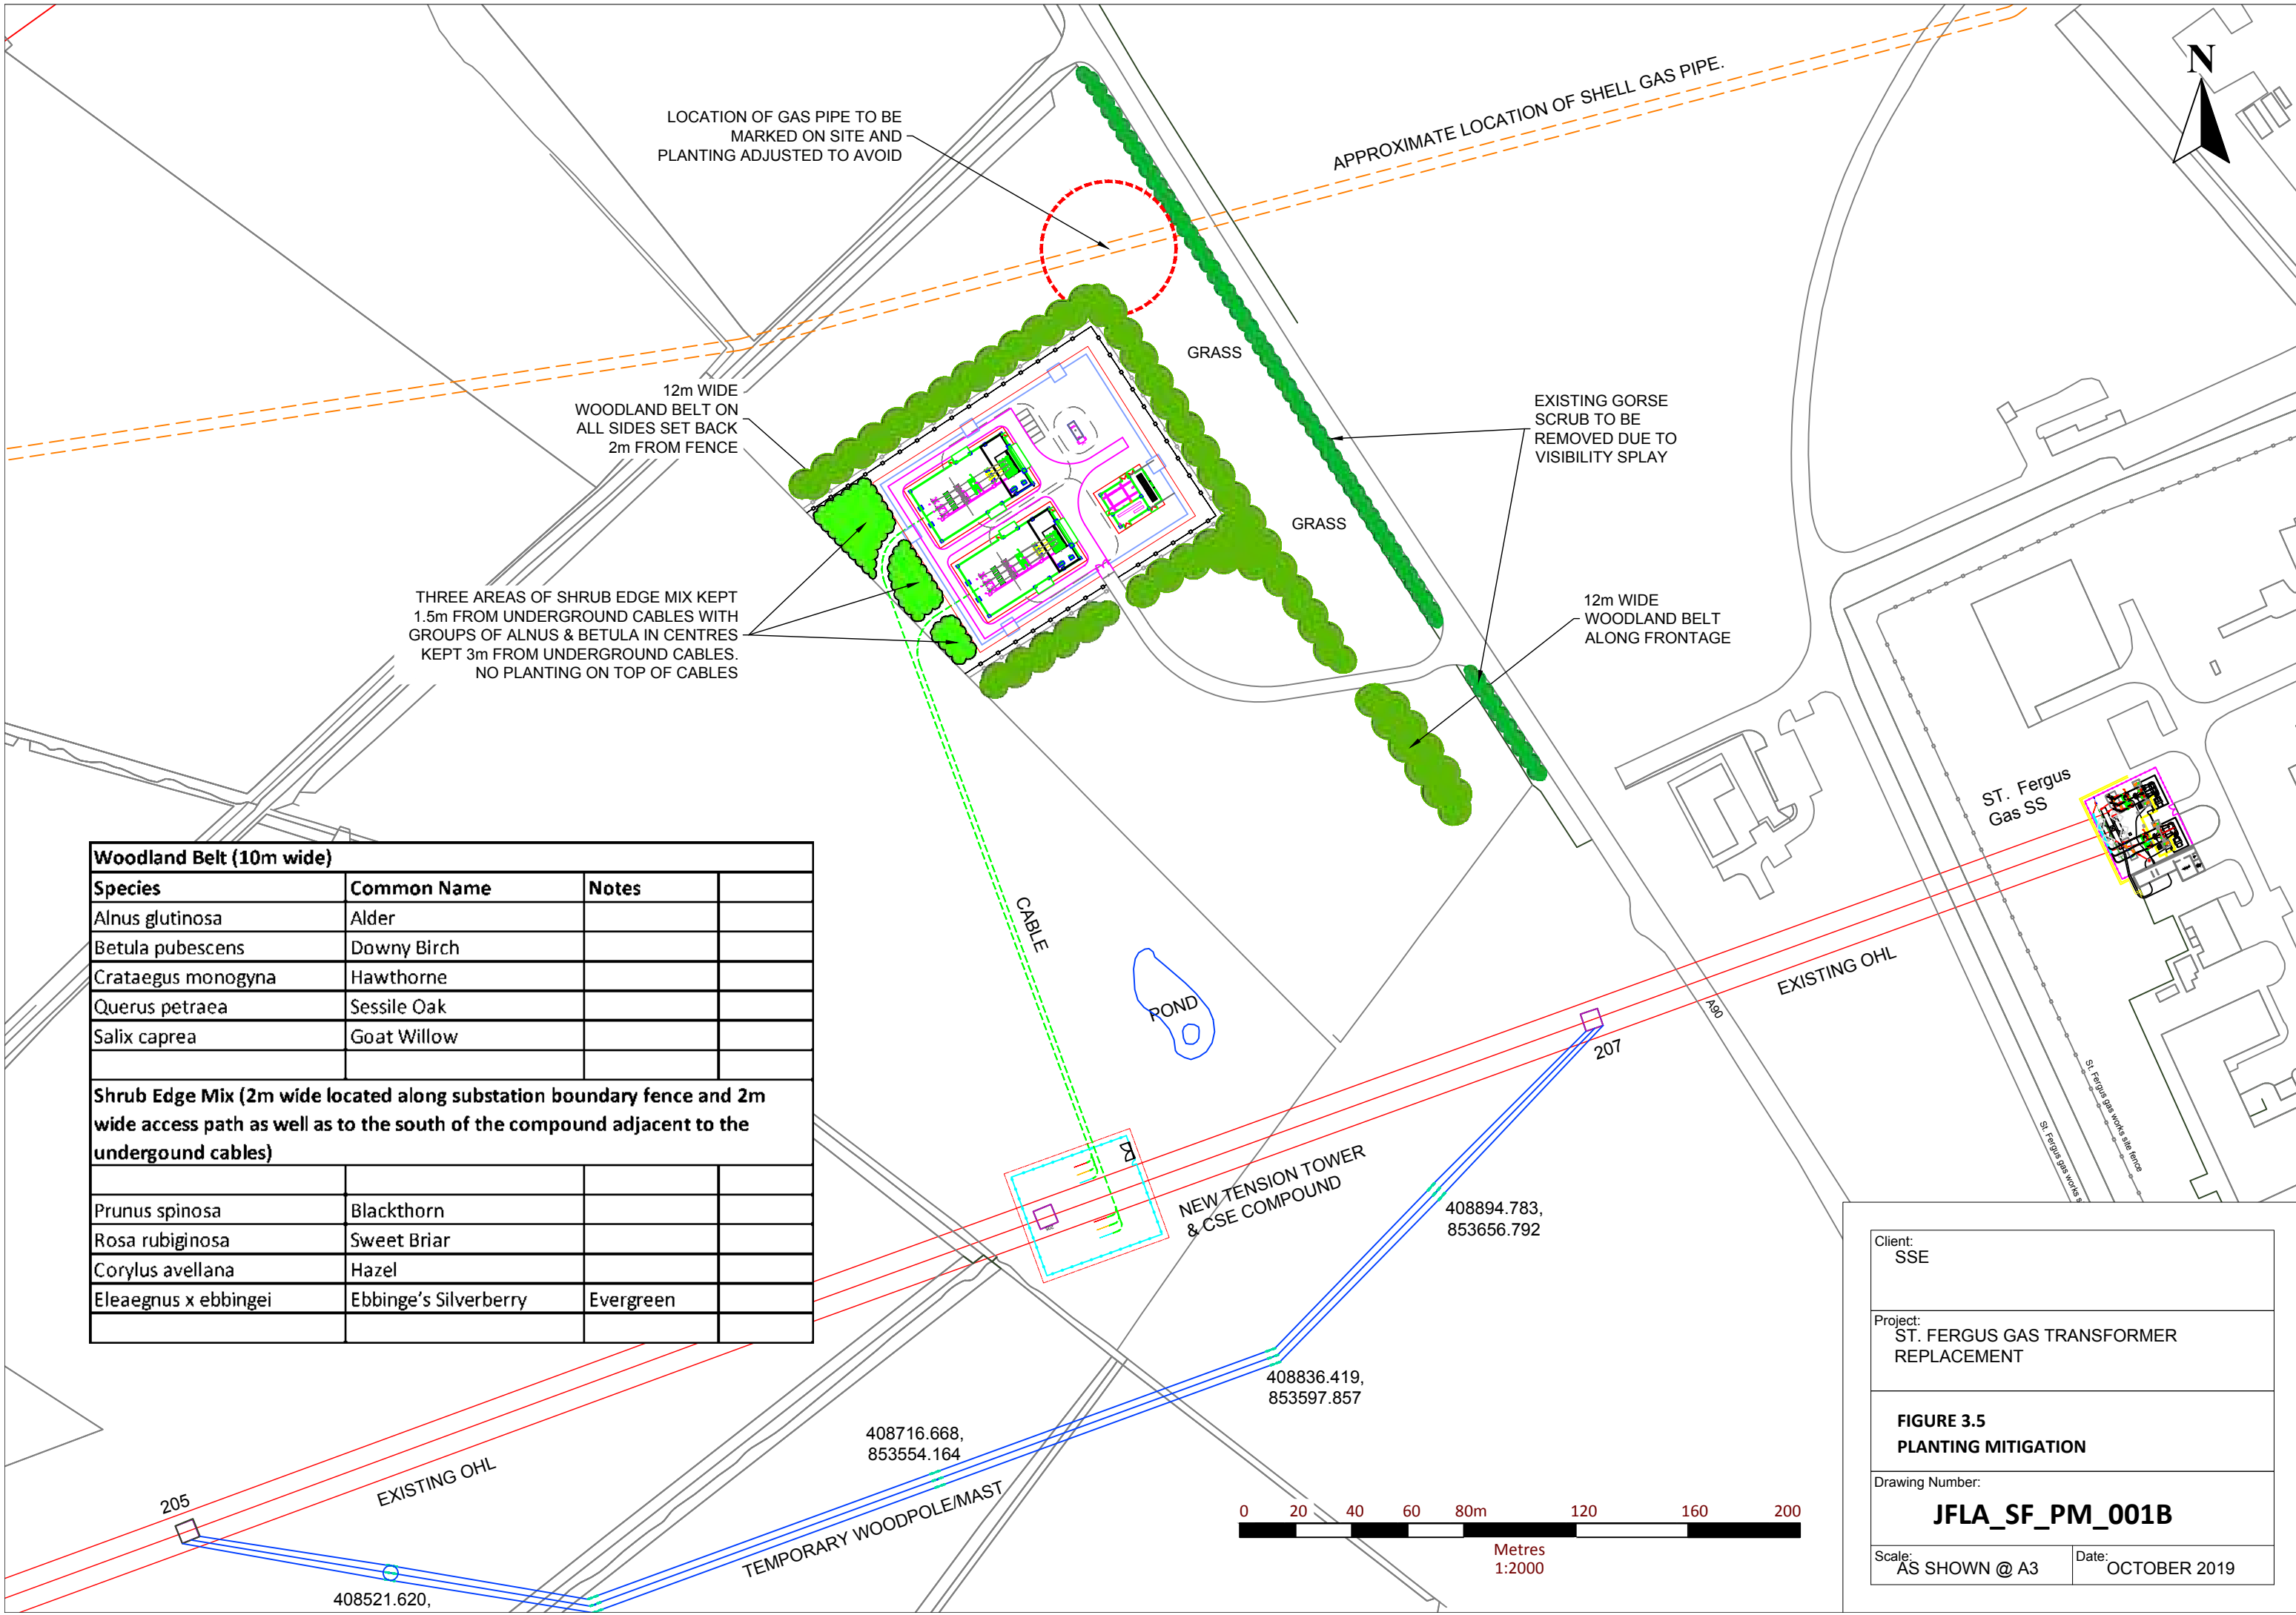 N
LOCATION OF GAS PIPE TO BE
MARKED ON SITE AND
PLANTING ADJUSTED TO AVOID
APPROXIMATE LOCATION OF SHELL GAS PIPE.
GRASS
12m WIDE
WOODLAND BELT ON
ALL SIDES SET BACK
2m FROM FENCE
EXISTING GORSE
SCRUB TO BE
REMOVED DUE TO
VISIBILITY SPLAY
GRASS
THREE AREAS OF SHRUB EDGE MIX KEPT
1.5m FROM UNDERGROUND CABLES WITH
GROUPS OF ALNUS & BETULA IN CENTRES
KEPT 3m FROM UNDERGROUND CABLES.
NO PLANTING ON TOP OF CABLES
12m WIDE
WOODLAND BELT
ALONG FRONTAGE
ST. Fergus
Gas SS
Woodland Belt (10m wide)
Species Common Name Notes
Alnus glutinosa Alder
Betula pubescens Downy Birch
Crataegus monogyna Hawthorne
Querus petraea Sessile Oak
Salix caprea Goat Willow
Shrub Edge Mix (2m wide located along substation boundary fence and 2m
wide access path as well as to the south of the compound adjacent to the
undergound cables)
Prunus spinosa Blackthorn
Rosa rubiginosa Sweet Briar
Corylus avellana Hazel
Eleaegnus x ebbingei Ebbinge's Silverberry Evergreen
CABLE
POND
EXISTING OHL
A90
207
St. Fergus gas works site fence
St. Fergus gas works s
NEW TENSION TOWER
& CSE COMPOUND
408894.783,
853656.792
408836.419,
853597.857
408716.668,
853554.164
205
EXISTING OHL
TEMPORARY WOODPOLE/MAST
408521.620,
0 20 40 60 80m 120 160 200
Metres
1:2000
Client:
SSE
Project:
ST. FERGUS GAS TRANSFORMER
REPLACEMENT
FIGURE 3.5
PLANTING MITIGATION
Drawing Number:
JFLA_SF_PM_001B
Scale:
AS SHOWN @ A3
Date:
OCTOBER 2019